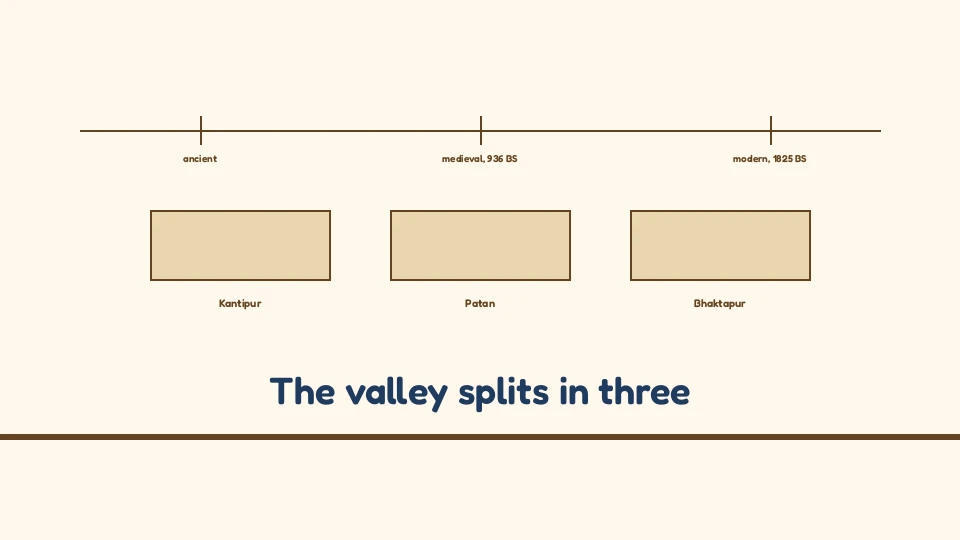 ancient
medieval, 936 BS
modern, 1825 BS
Kantipur
Patan
Bhaktapur
The valley splits in three